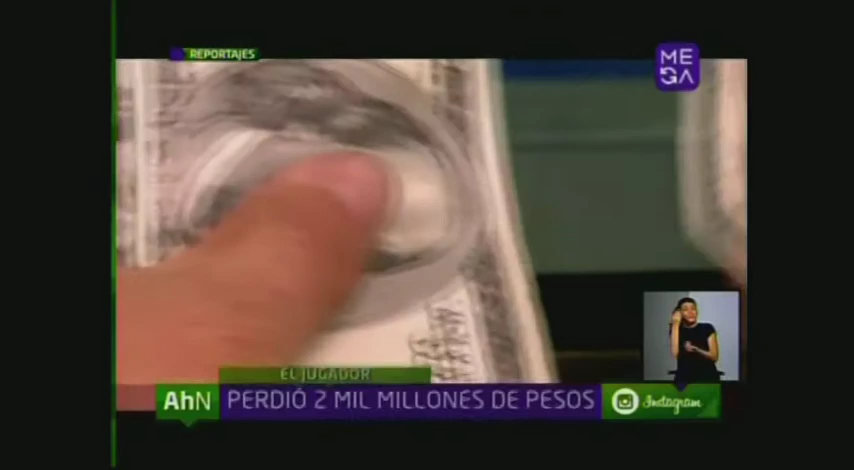 REPORTAJES
MEGA
EL JUGADOR
AhN PERDIÓ 2 MIL MILLONES DE PESOS Instagram